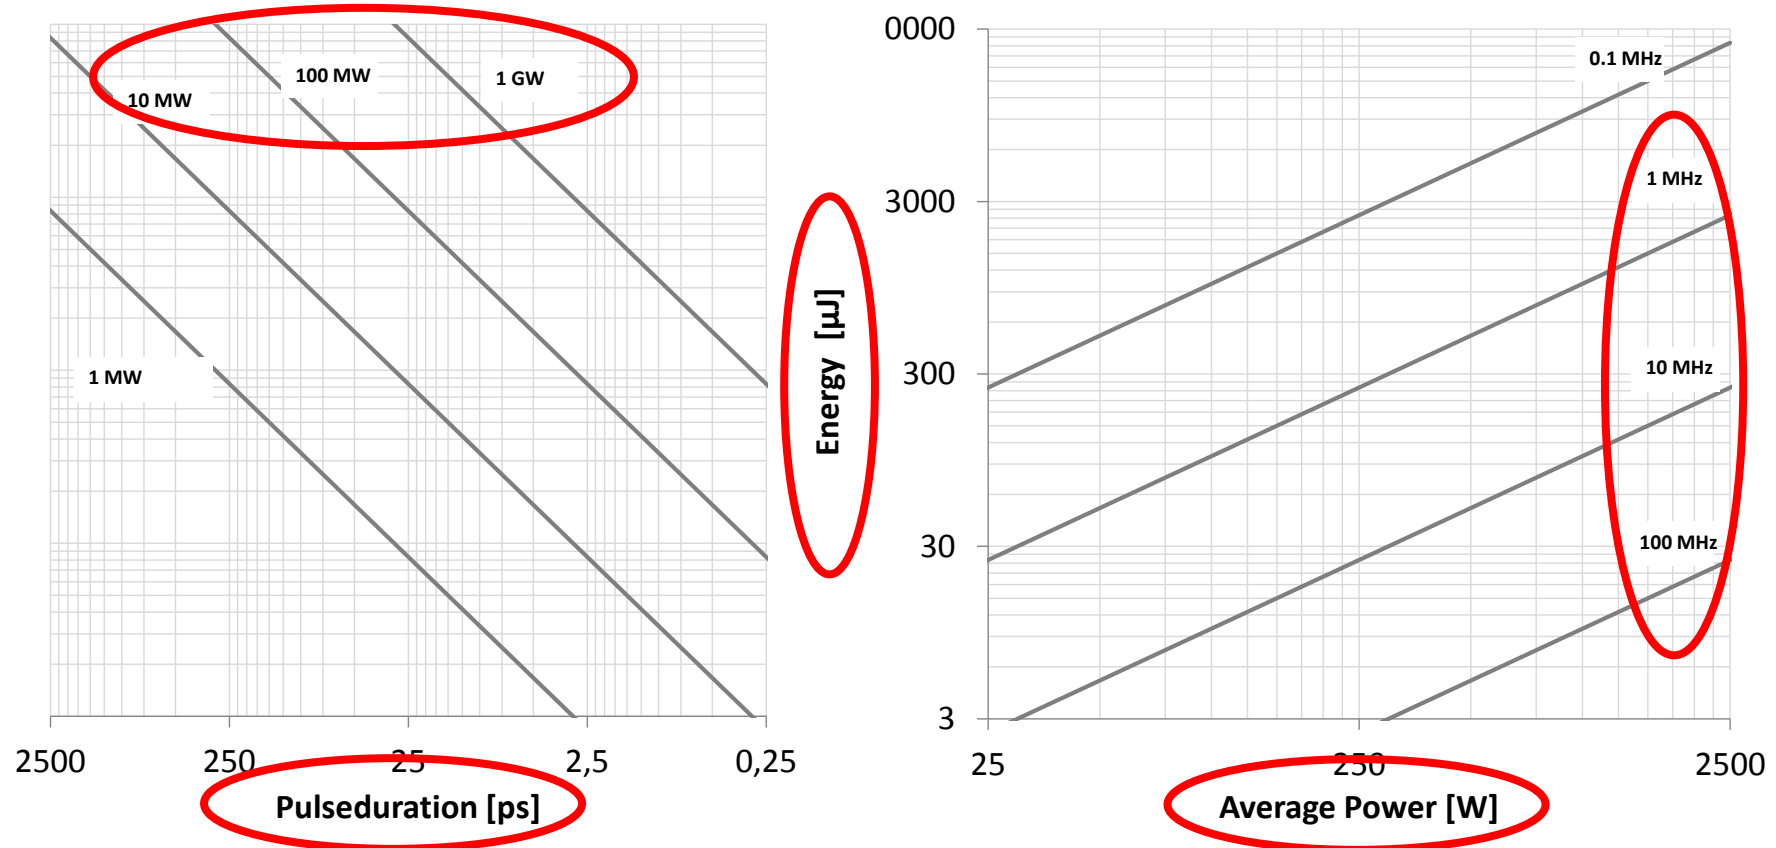 10 MW
100 MW
1 GW
1 MW
2500
250
25
2,5
0,25
Pulseduration [ps]
Energy [µJ]
0000
3000
300
30
3
0.1 MHz
1 MHz
10 MHz
100 MHz
25
250
2500
Average Power [W]